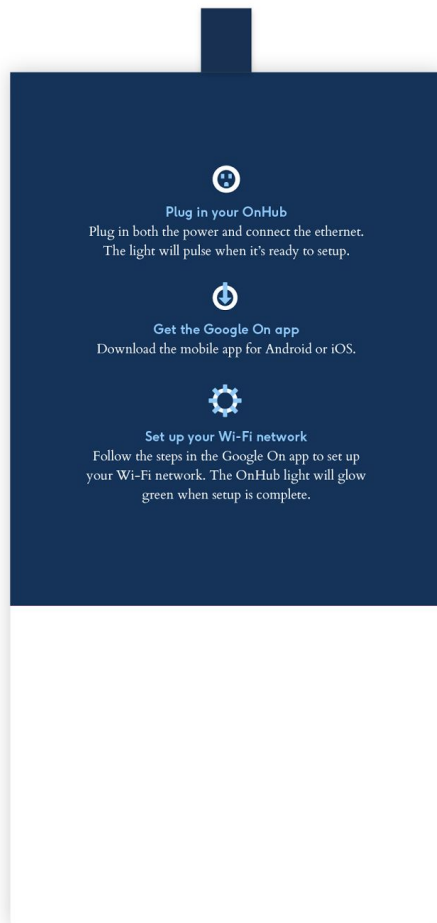 Plug in your OnHub
Plug in both the power and connect the ethernet.
The light will pulse when it's ready to setup.
Get the Google On app
Download the mobile app for Android or iOS.
Set up your Wi-Fi network
Follow the steps in the Google On app to set up
your Wi-Fi network. The OnHub light will glow
green when setup is complete.